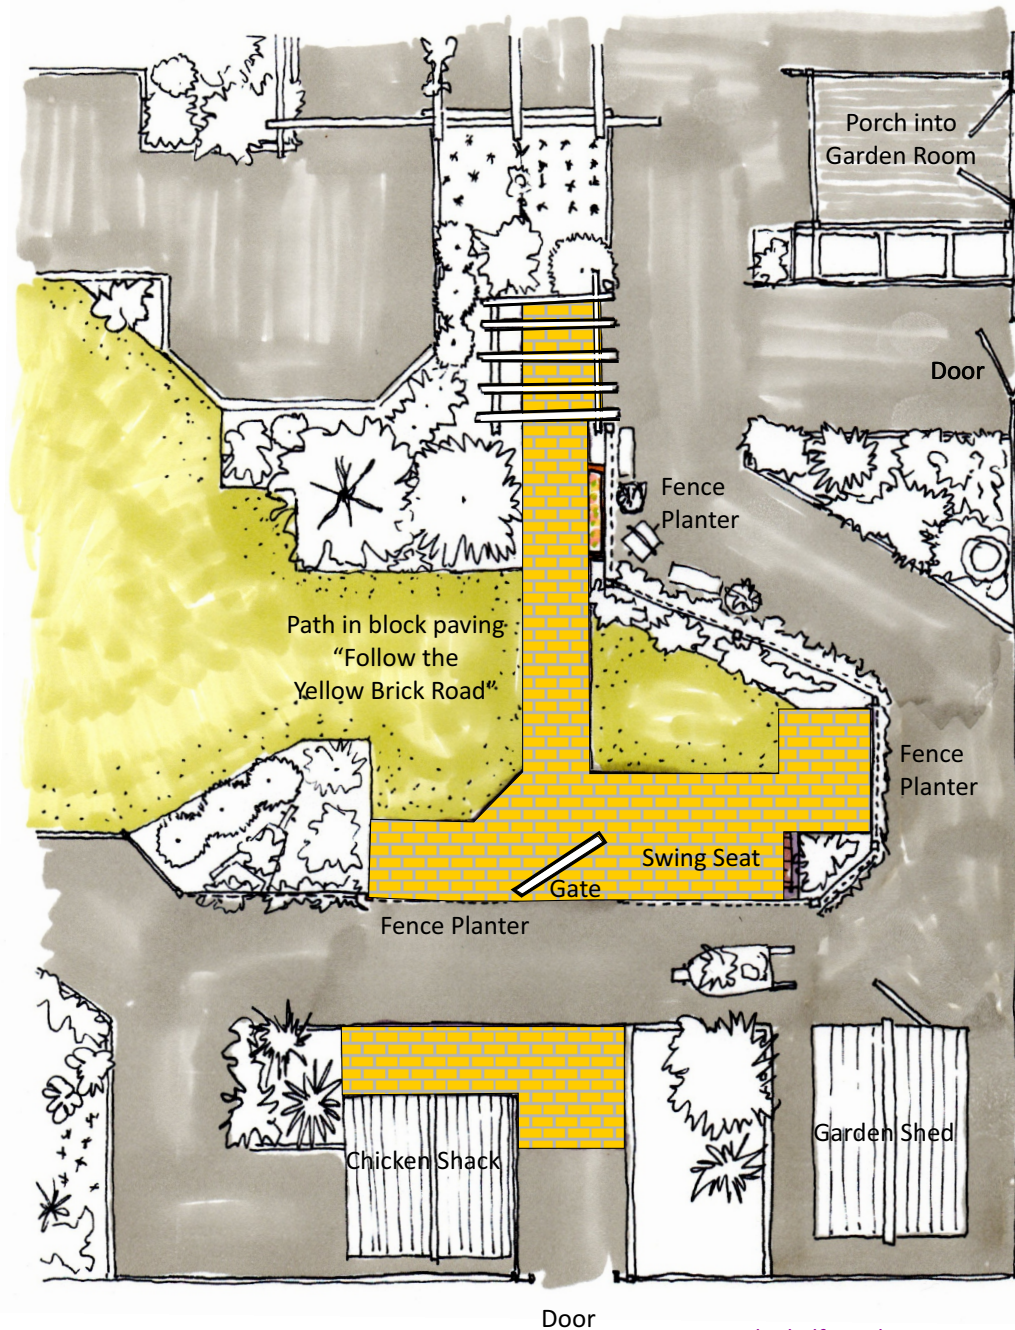 Porch into
Garden Room
Door
Fence
Planter
Path in block paving
“Follow the
Yellow Brick Road“
Fence
Planter
Swing Seat
Gate
Fence Planter
Garden Shed
Chicken Shack
Door